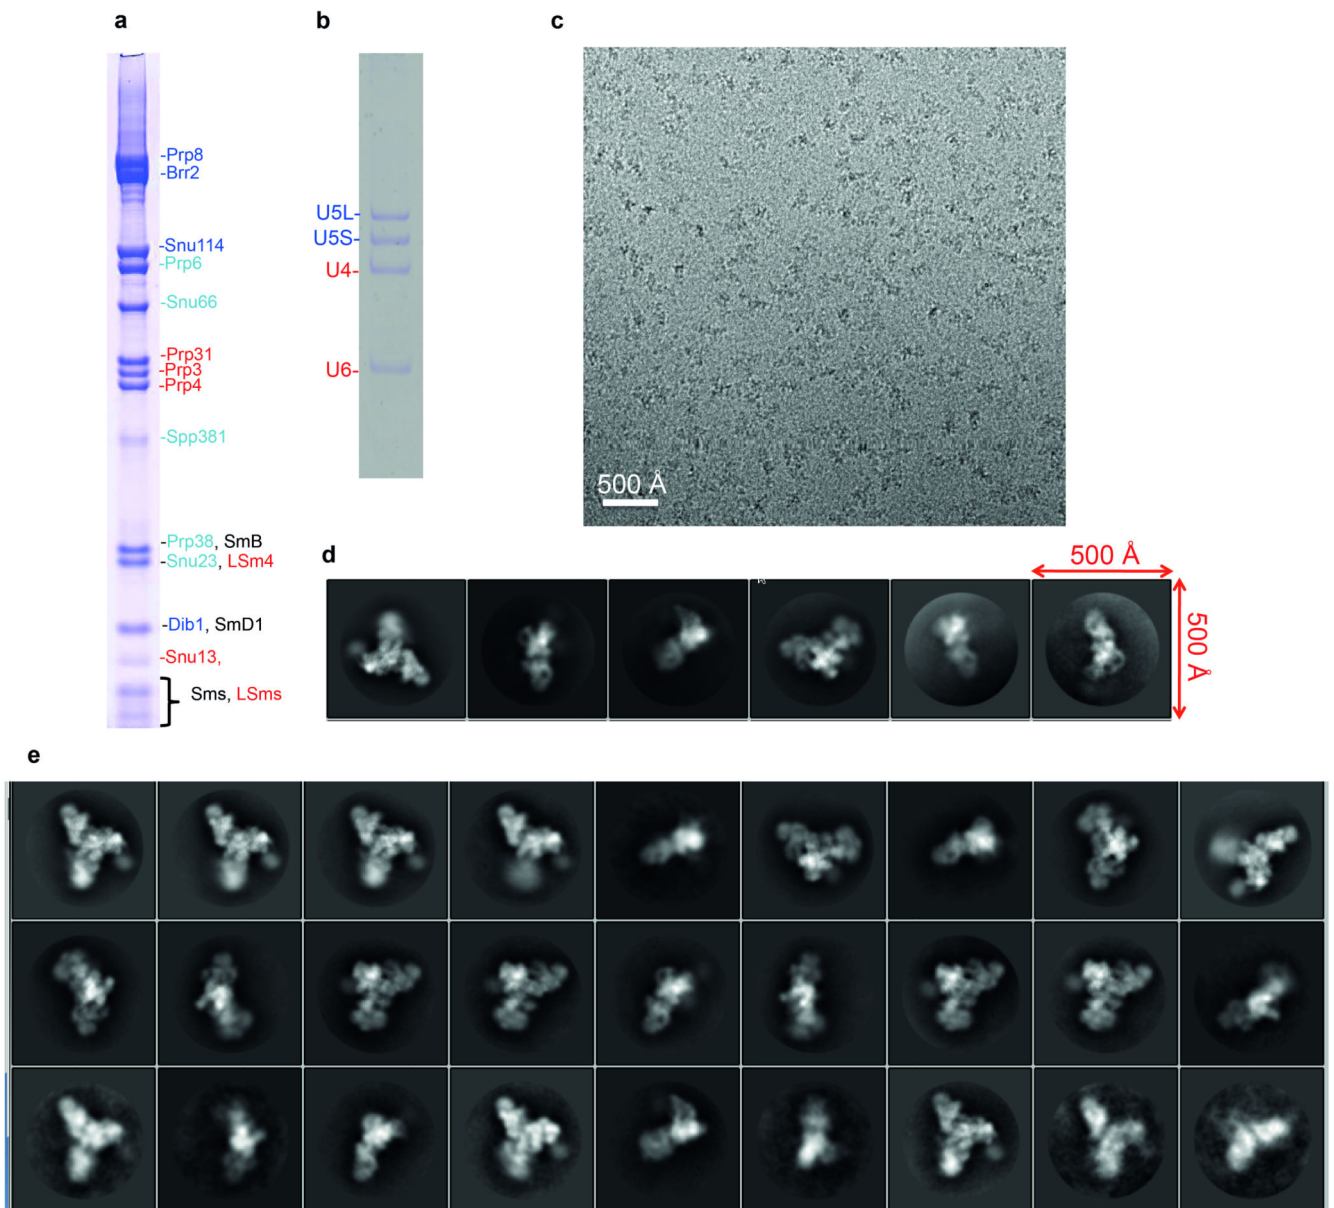 a
b
c
-Prp8
-Brr2
-Snu114
-Prp6
-Snu66
-Prp31
-Prp3
-Prp4
-Spp381
-Prp38, SmB
-Snu23, LSm4
-Dib1, SmD1
-Snu13,
Sms, LSms
U5L-
U5S-
U4-
U6-
500 Å
d
500 Å
500 Å
e